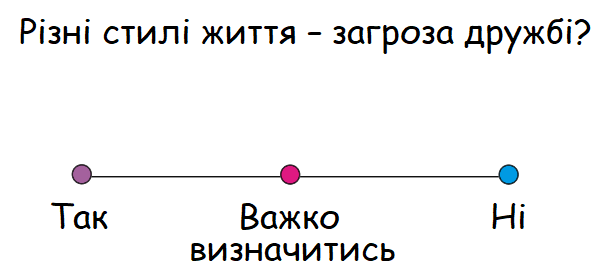 Різні стилі життя – загроза дружбі?
Так
Важко
визначитись
Ні